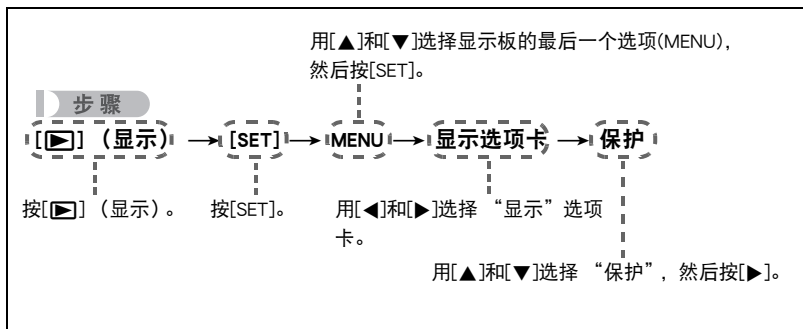 用[▲]和[▼]选择显示板的最后一个选项(MENU),
然后按[SET]。
步骤
[▶] (显示) → [SET] → MENU → 显示选项卡 → 保护
按[▶] (显示)。 按[SET]。 用[◀]和[▶]选择 “显示”选项
卡。
用[▲]和[▼]选择 “保护”, 然后按[▶]。